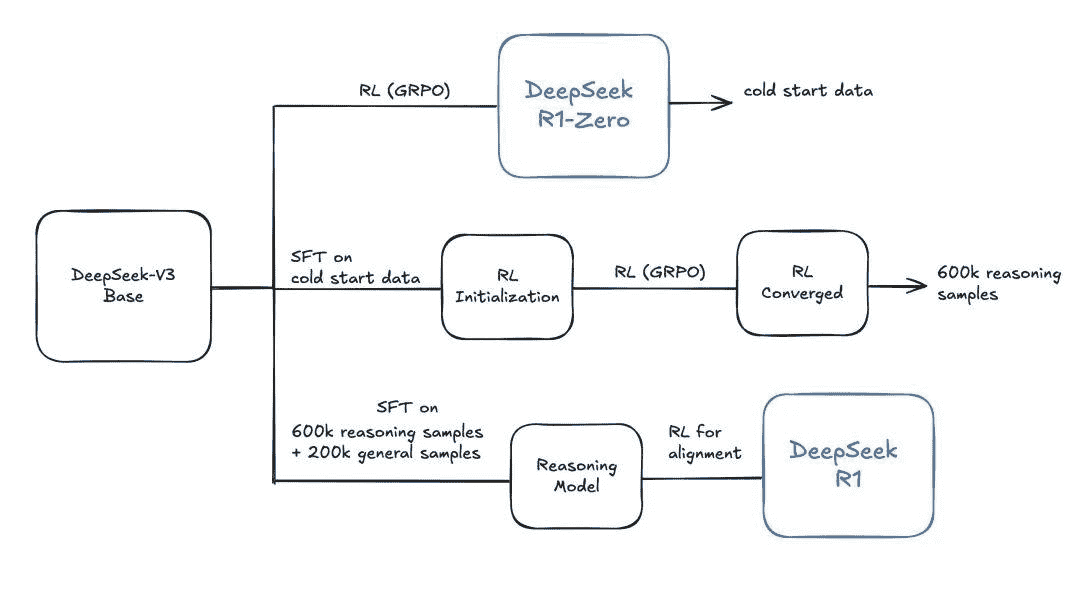 RL (GRPO)
DeepSeek
R1-Zero
cold start data
DeepSeek-V3
Base
SFT on
cold start data
RL
Initialization
RL (GRPO)
RL
Converged
600k reasoning
samples
SFT on
600k reasoning samples
+ 200k general samples
Reasoning
Model
RL for
alignment
DeepSeek
R1